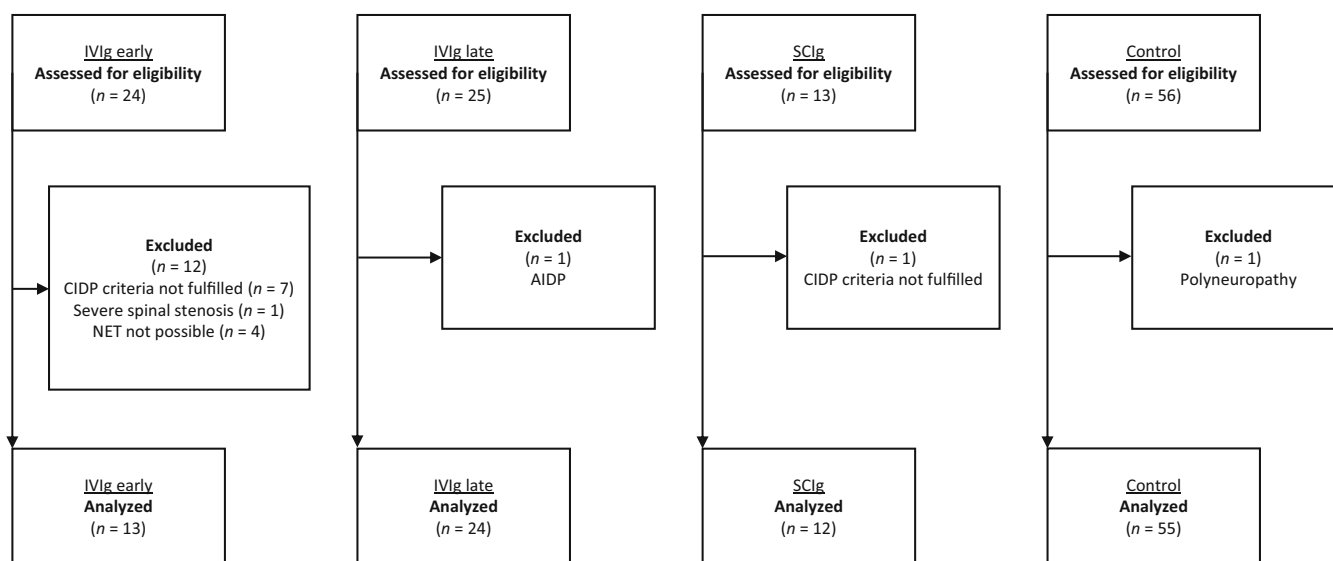 IVIg early
Assessed for eligibility
(n = 24)
IVIg late
Assessed for eligibility
(n = 25)
SCIg
Assessed for eligibility
(n = 13)
Control
Assessed for eligibility
(n = 56)
Excluded
(n = 12)
CIDP criteria not fulfilled (n = 7)
Severe spinal stenosis (n = 1)
NET not possible (n = 4)
Excluded
(n = 1)
AIDP
Excluded
(n = 1)
CIDP criteria not fulfilled
Excluded
(n = 1)
Polyneuropathy
IVIg early
Analyzed
(n = 13)
IVIg late
Analyzed
(n = 24)
SCIg
Analyzed
(n = 12)
Control
Analyzed
(n = 55)